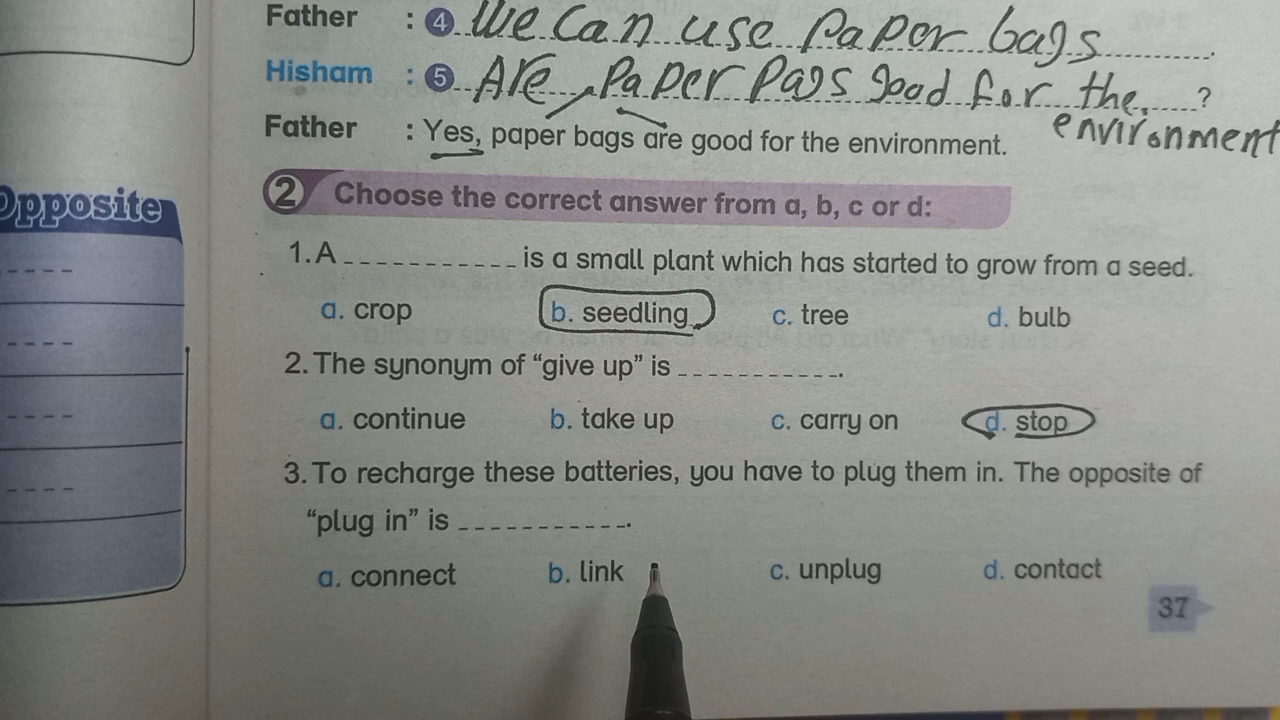 Father : 4 We Can use Paper bags .
Hisham : 5 Are Paper Pags good for the ?
environment
Father : Yes, paper bags are good for the environment.
Opposite
2 Choose the correct answer from a, b, c or d:
1. A ___________ is a small plant which has started to grow from a seed.
a. crop b. seedling c. tree d. bulb
2. The synonym of “give up” is ___________.
a. continue b. take up c. carry on d. stop
3. To recharge these batteries, you have to plug them in. The opposite of
“plug in” is ___________.
a. connect b. link c. unplug d. contact
37